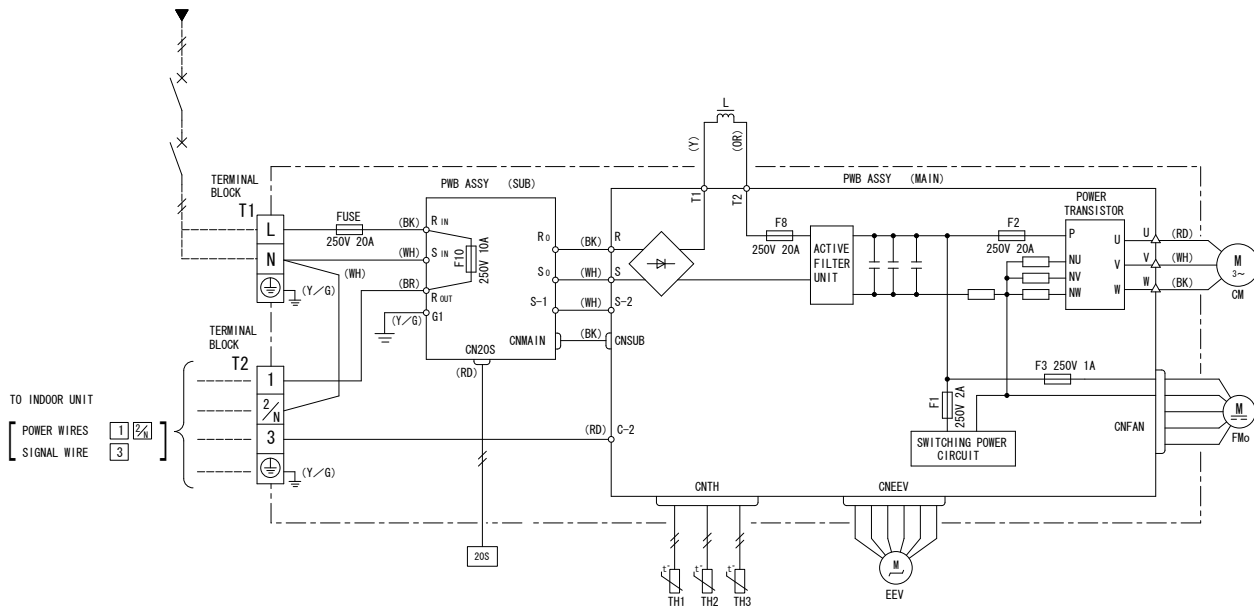 L
(Y)
(OR)
TERMINAL
BLOCK
T1
PWB ASSY (SUB)
PWB ASSY (MAIN)
T1
T2
L
FUSE
250V 20A
(BK)
R IN
F10
250V 10A
R0
(BK)
R
F8
250V 20A
ACTIVE
FILTER
UNIT
F2
250V 20A
POWER
TRANSISTOR
P
NU
NV
NW
U
V
W
U
(RD)
V
(WH)
W
(BK)
M
3~
CM
N
(WH)
(WH)
S IN
S0
(WH)
S
(Y/G)
(BR)
R OUT
S-1
(WH)
S-2
(Y/G)
G1
CNMAIN
(BK)
CNSUB
CN20S
(RD)
TERMINAL
BLOCK
T2
1
2/N
3
(Y/G)
TO INDOOR UNIT
POWER WIRES 1 2/N
SIGNAL WIRE 3
(RD)
C-2
F3 250V 1A
F1
250V 2A
SWITCHING POWER
CIRCUIT
CNFAN
M
FMo
CNTH
CNEEV
20S
t°
TH1
t°
TH2
t°
TH3
M
EEV